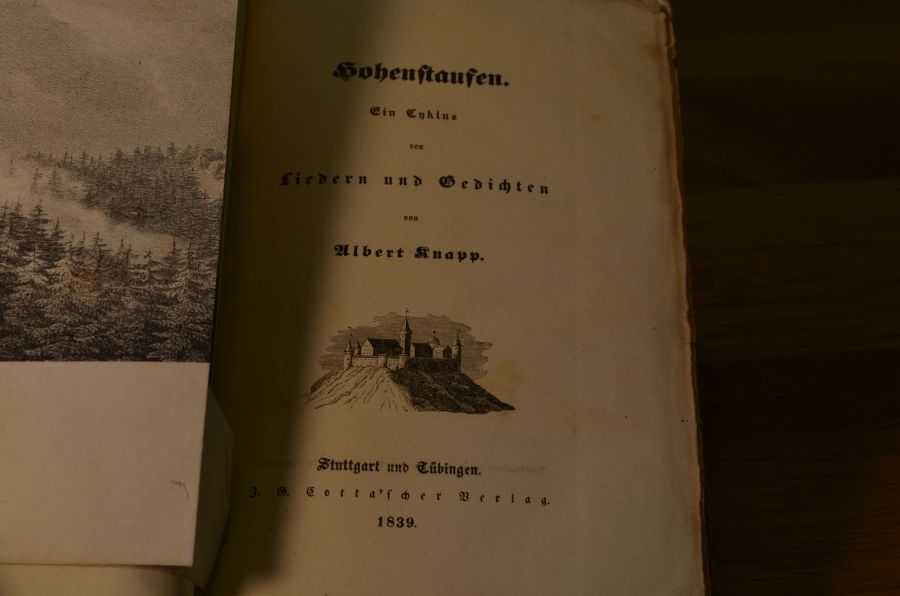 Hohenstaufen.
Ein Cyklus
von
Liedern und Gedichten
von
Albert Knapp.
Stuttgart und Tübingen.
J. G. Cotta'scher Verlag.
1839.